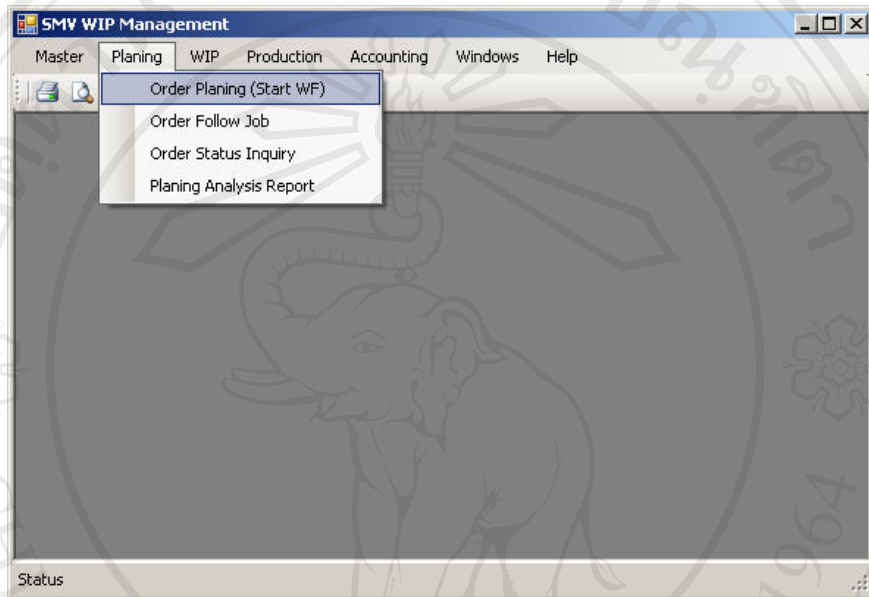 SMV WIP Management
Master Planing WIP Production Accounting Windows Help
Order Planing (Start WF)
Order Follow Job
Order Status Inquiry
Planing Analysis Report
Status
1964